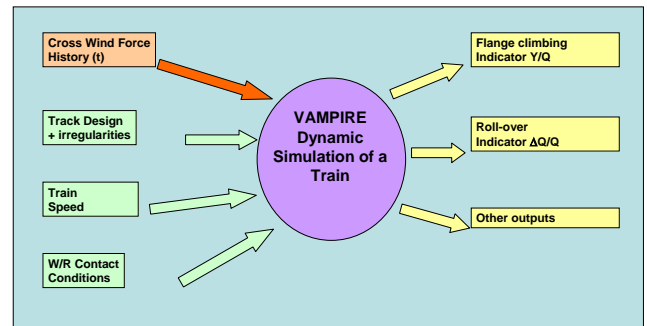 Cross Wind Force
History (t)
Track Design
+ irregularities
Train
Speed
W/R Contact
Conditions
VAMPIRE
Dynamic
Simulation of a
Train
Flange climbing
Indicator Y/Q
Roll-over
Indicator ΔQ/Q
Other outputs